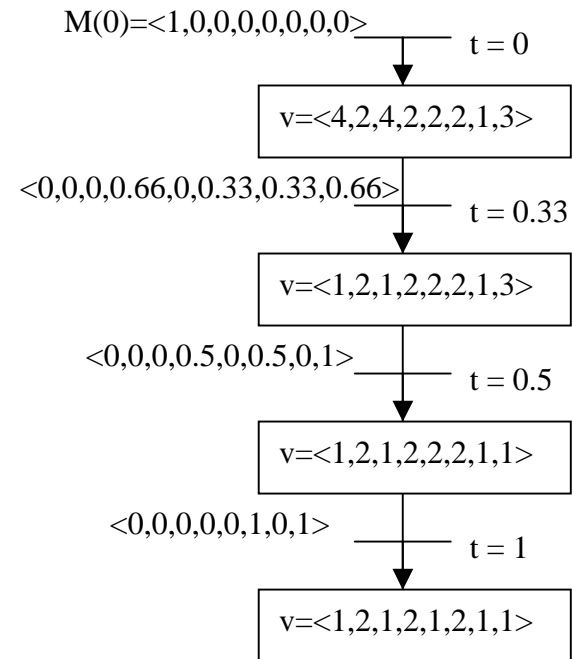 M(0)=<1,0,0,0,0,0,0,0>
t = 0
v=<4,2,4,2,2,2,1,3>
<0,0,0,0.66,0,0.33,0.33,0.66>
t = 0.33
v=<1,2,1,2,2,2,1,3>
<0,0,0,0.5,0,0.5,0,1>
t = 0.5
v=<1,2,1,2,2,2,1,1>
<0,0,0,0,0,1,0,1>
t = 1
v=<1,2,1,2,1,2,1,1>